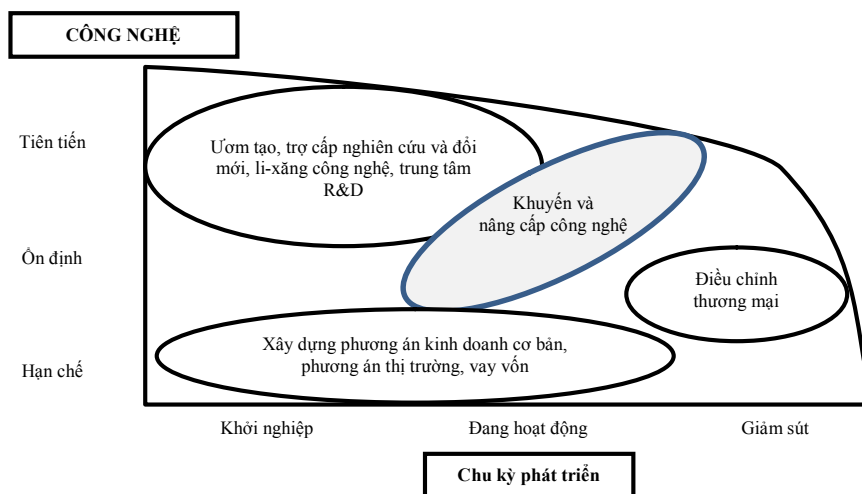 CÔNG NGHỆ
Tiên tiến
Ươm tạo, trợ cấp nghiên cứu và đổi
mới, li-xăng công nghệ, trung tâm
R&D
Khuyến và
nâng cấp công nghệ
Ổn định
Điều chỉnh
thương mại
Xây dựng phương án kinh doanh cơ bản,
phương án thị trường, vay vốn
Hạn chế
Khởi nghiệp
Đang hoạt động
Giảm sút
Chu kỳ phát triển